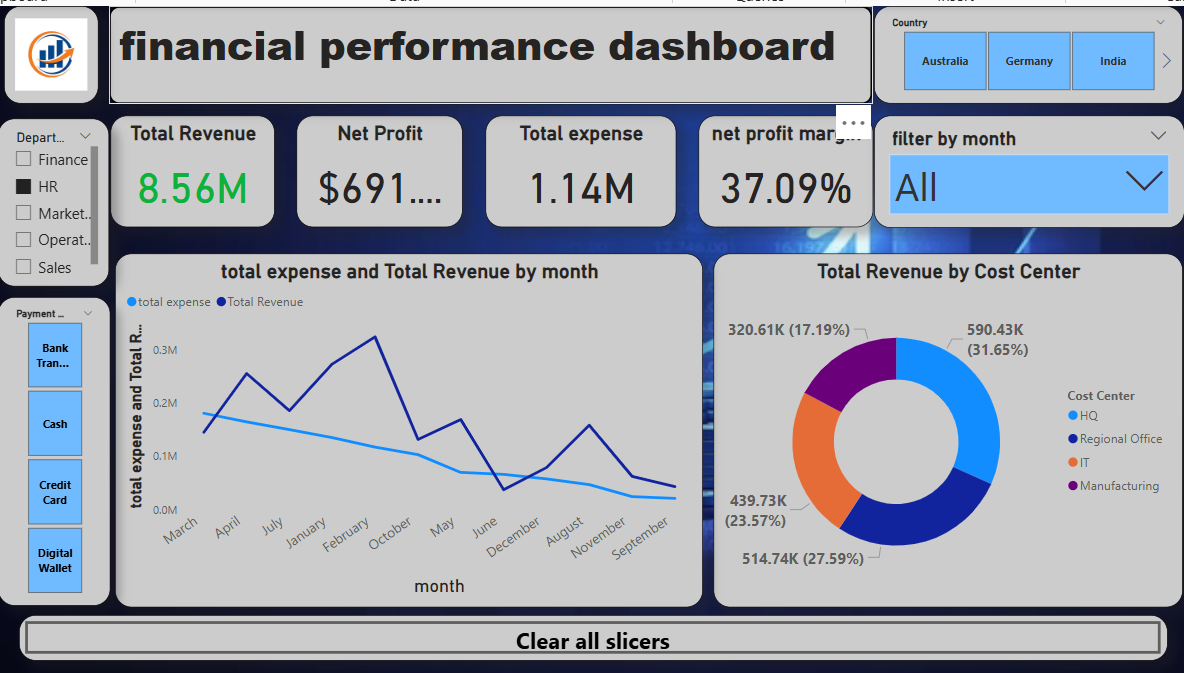 Data
Queries
Insert
financial performance dashboard
Country
Australia
Germany
India
Depart...
Finance
HR
Market..
Operat..
Sales
Total Revenue
8.56M
Net Profit
$691....
Total expense
1.14M
net profit margin
37.09%
...
filter by month
All
Payment ...
Bank
Tran...
Cash
Credit
Card
Digital
Wallet
total expense and Total Revenue by month
total expense
Total Revenue
total expense and Total R...
0.3M
0.2M
0.1M
0.0M
March
April
July
January
February
October
May
June
December
August
November
September
month
Total Revenue by Cost Center
320.61K (17.19%)
590.43K
(31.65%)
439.73K
(23.57%)
514.74K (27.59%)
Cost Center
HQ
Regional Office
IT
Manufacturing
Clear all slicers